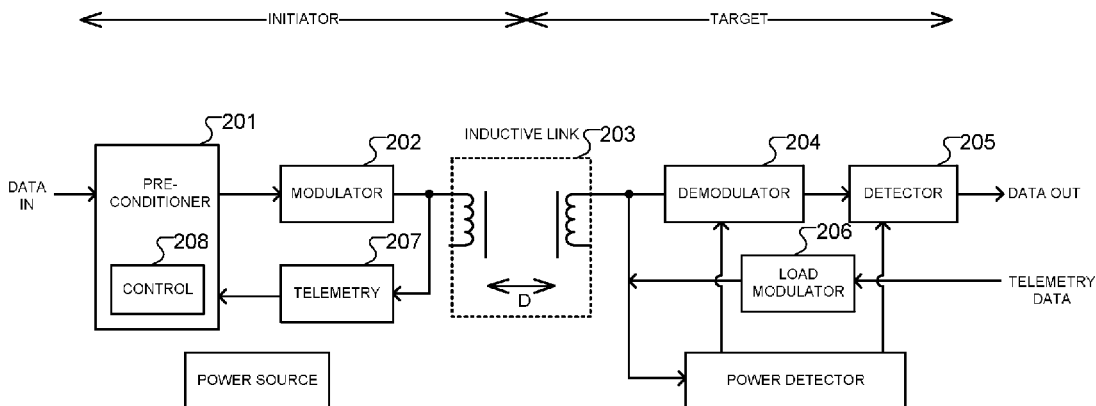 INITIATOR
TARGET
201
202
INDUCTIVE LINK
203
204
205
DATA
IN
PRE-
CONDITIONER
MODULATOR
DEMODULATOR
DETECTOR
DATA OUT
208
207
206
CONTROL
TELEMETRY
D
LOAD
MODULATOR
TELEMETRY
DATA
POWER SOURCE
POWER DETECTOR